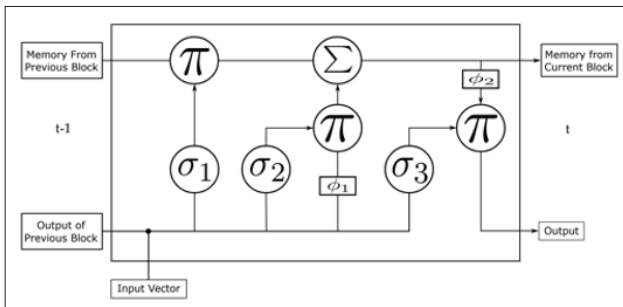 Memory From
Previous Block
π
Σ
Memory from
Current Block
ϕ₂
t-1
π
π
t
σ₁
σ₂
σ₃
ϕ₁
Output of
Previous Block
Output
Input Vector